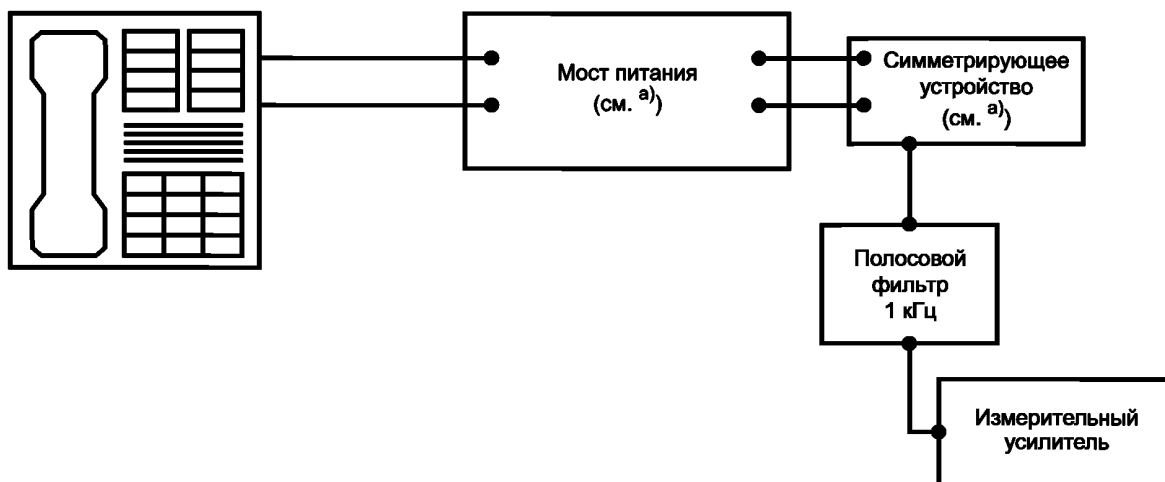 Мост питания
(см. а))
Симметрирующее
устройство
(см. а))
Полосовой
фильтр
1 кГц
Измерительный
усилитель